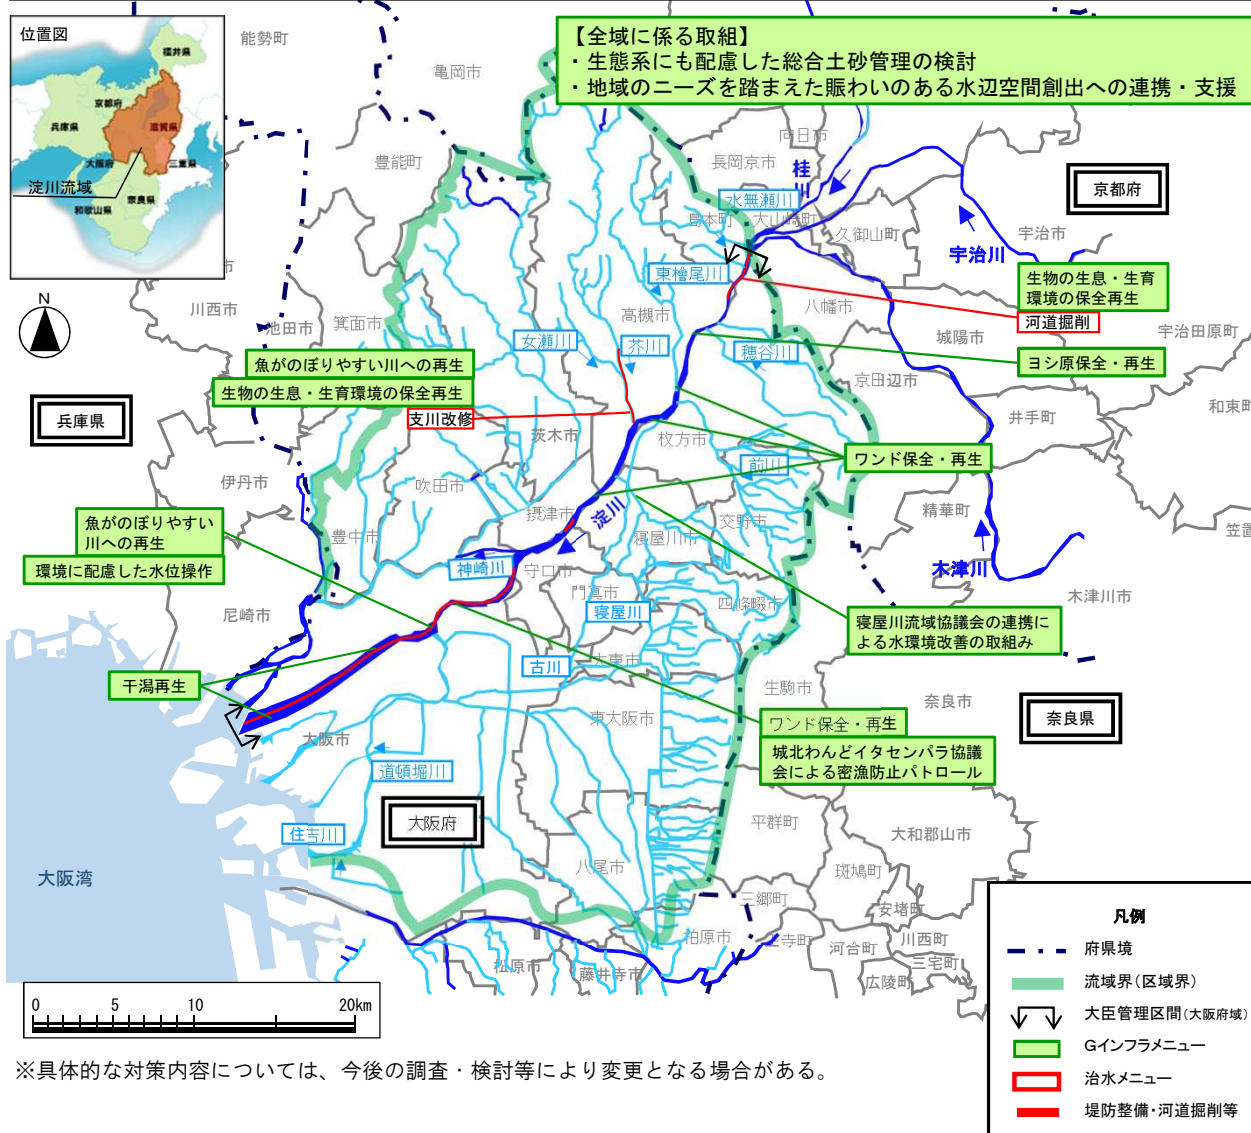 位置図
福井県
京都府
兵庫県
滋賀県
大阪府
三重県
淀川流域
奈良県
和歌山県
【全域に係る取組】
・生態系にも配慮した総合土砂管理の検討
・地域のニーズを踏まえた賑わいのある水辺空間創出への連携・支援
能勢町
亀岡市
豊能町
向日市
長岡京市
桂川
水無瀬川
島本町
大山崎町
久御山町
京都府
宇治市
宇治川
東檜尾川
生物の生息・生育
環境の保全再生
河道掘削
八幡市
城陽市
宇治田原町
川西市
池田市
箕面市
高槻市
N
女瀬川
芥川
穂谷川
ヨシ原保全・再生
魚がのぼりやすい川への再生
生物の生息・生育環境の保全再生
支川改修
京田辺市
井手町
和束町
兵庫県
茨木市
枚方市
前川
ワンド保全・再生
伊丹市
吹田市
摂津市
淀川
交野市
精華町
笠置
魚がのぼりやすい
川への再生
環境に配慮した水位操作
豊中市
寝屋川市
神崎川
守口市
門真市
木津川
木津川市
尼崎市
寝屋川
四條畷市
寝屋川流域協議会の連携に
よる水環境改善の取組み
古川
大東市
干潟再生
生駒市
奈良市
奈良県
東大阪市
ワンド保全・再生
大阪市
城北わんどイタセンパラ協議
会による密漁防止パトロール
道頓堀川
大阪府
住吉川
平群町
大和郡山市
八尾市
斑鳩町
大阪湾
三郷町
安堵町
柏原市
王寺町
河合町
川西町
三宅町
松原市
藤井寺市
広陵町
0
5
10
20km
凡例
府県境
流域界(区域界)
大臣管理区間(大阪府域)
Gインフラメニュー
治水メニュー
堤防整備・河道掘削等
※具体的な対策内容については、今後の調査・検討等により変更となる場合がある。